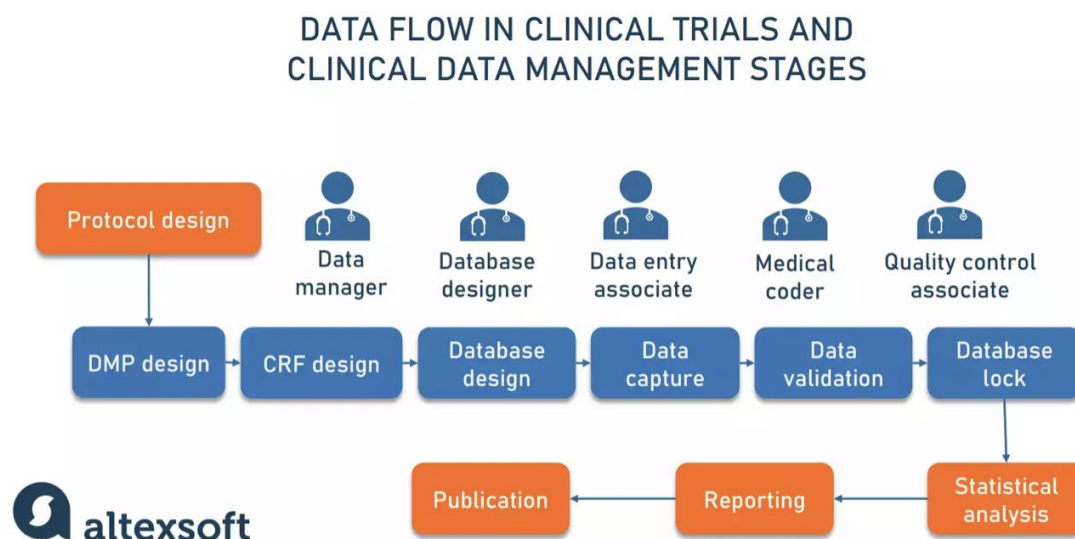 DATA FLOW IN CLINICAL TRIALS AND
CLINICAL DATA MANAGEMENT STAGES
Protocol design
Data
manager
Database
designer
Data entry
associate
Medical
coder
Quality control
associate
DMP design
CRF design
Database
design
Data
capture
Data
validation
Database
lock
Publication
Reporting
Statistical
analysis
altexsoft